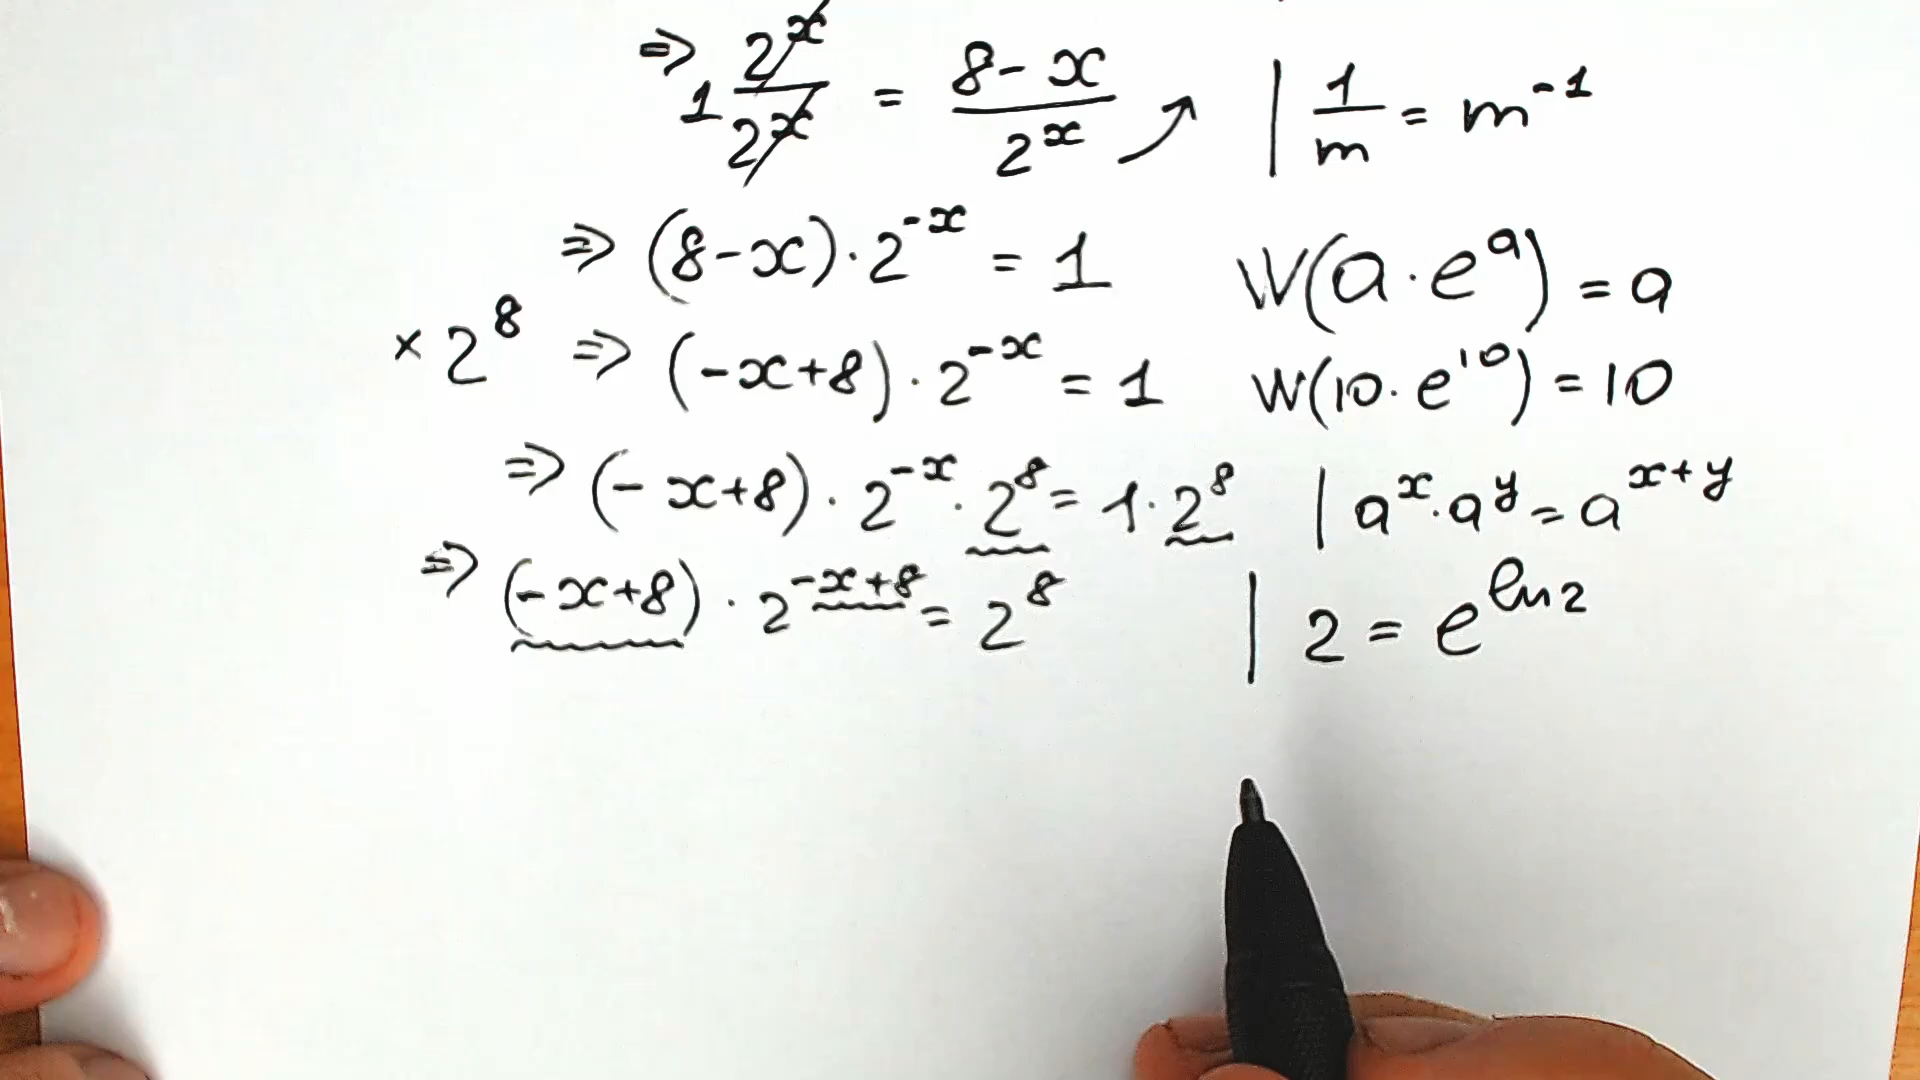 ⇒ 1 2^x / 2^x = 8-x / 2^x | 1/m = m^-1
⇒ (8-x)·2^-x = 1 W(a·e^a) = a
×2^8 ⇒ (-x+8)·2^-x = 1 W(10·e^10) = 10
⇒ (-x+8)·2^-x·2^8 = 1·2^8 | a^x·a^y = a^x+y
⇒ (-x+8)·2^-x+8 = 2^8 | 2 = e^ln2